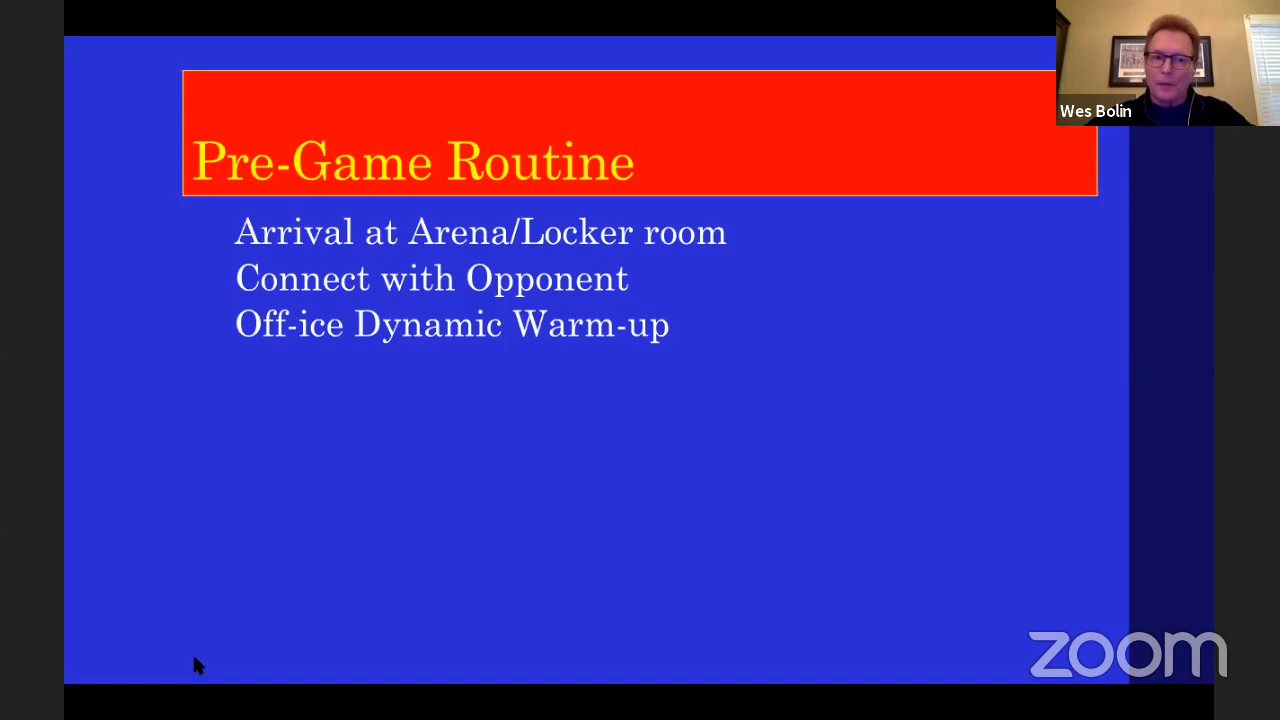 Pre-Game Routine
Arrival at Arena/Locker room
Connect with Opponent
Off-ice Dynamic Warm-up
Wes Bolin
zoom